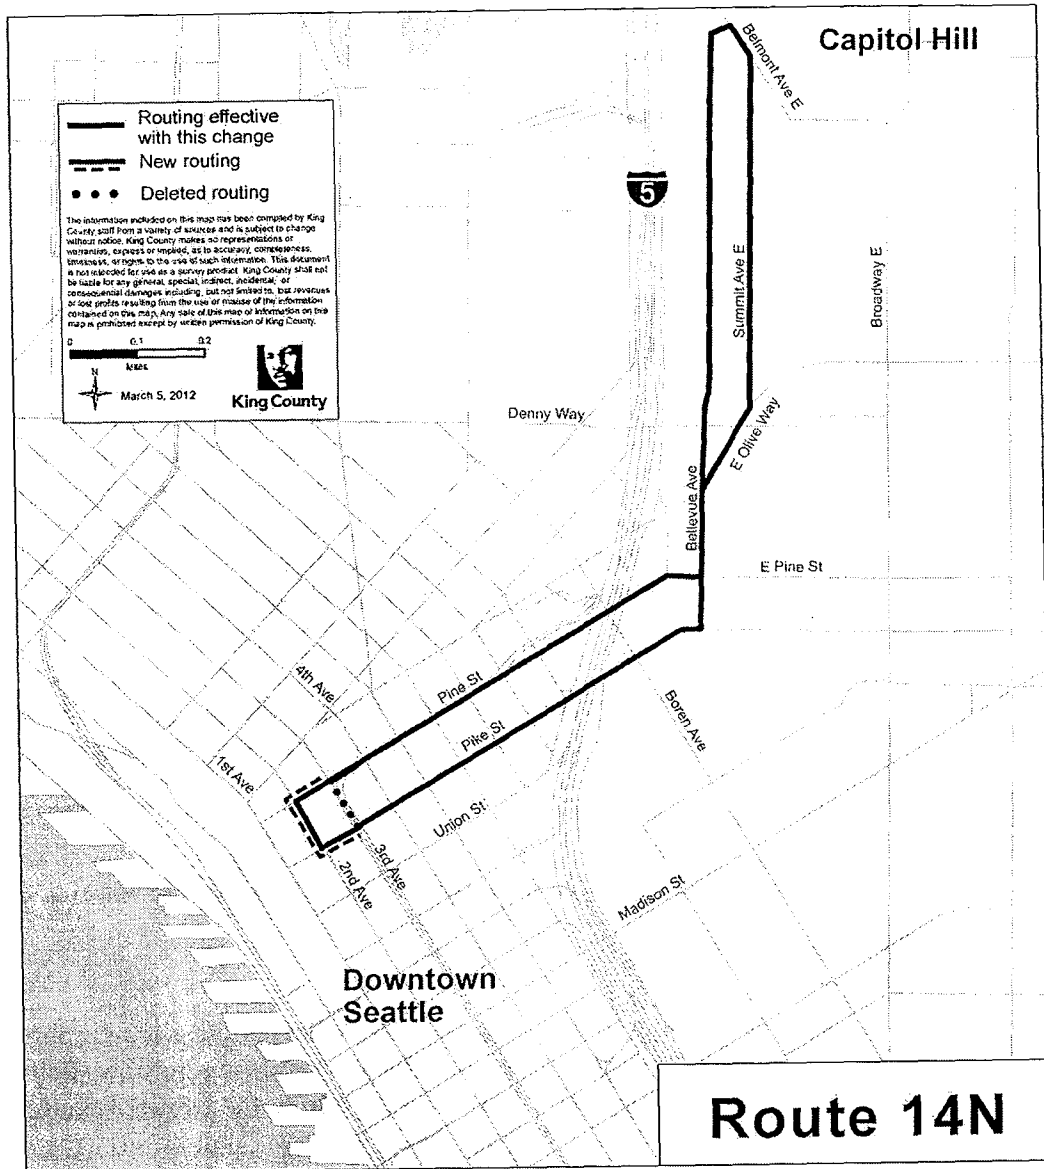 Capitol Hill
Belmont Ave E
Routing effective
with this change
New routing
Deleted routing
The information included on this map has been compiled by King
County staff from a variety of sources and is subject to change
without notice. King County makes no representations or
warranties, express or implied, as to accuracy, completeness,
timeliness, or rights to the use of such information. This document
is not intended for use as a survey product. King County shall not
be liable for any general, special, indirect, incidental, or
consequential damages including, but not limited to, lost revenues
or lost profits resulting from the use or misuse of the information
contained on this map. Any sale of this map or information on this
map is prohibited except by written permission of King County.
0 0.1 0.2
N
March 5, 2012
King County
5
Summit Ave E
Broadway E
Denny Way
E Olive Way
Bellevue Ave
E Pine St
4th Ave
Pine St
Pike St
Boren Ave
1st Ave
Union St
3rd Ave
2nd Ave
Madison St
Downtown
Seattle
Route 14N